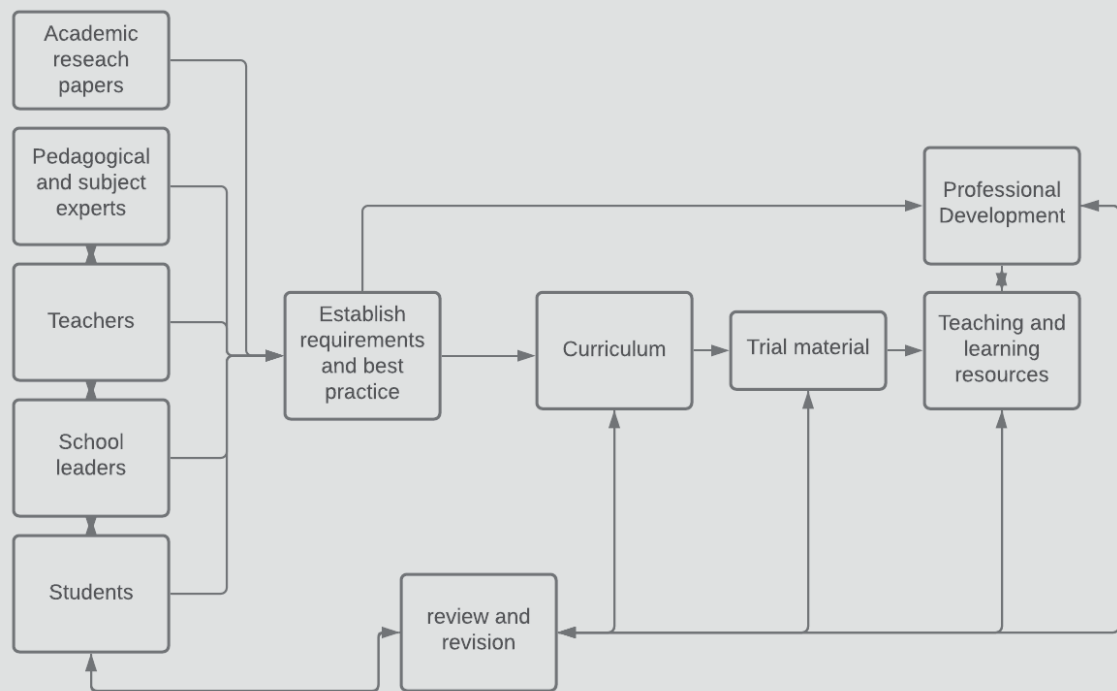 Academic
reseach
papers
Pedagogical
and subject
experts
Teachers
School
leaders
Students
Establish
requirements
and best
practice
Curriculum
Trial material
Professional
Development
Teaching and
learning
resources
review and
revision